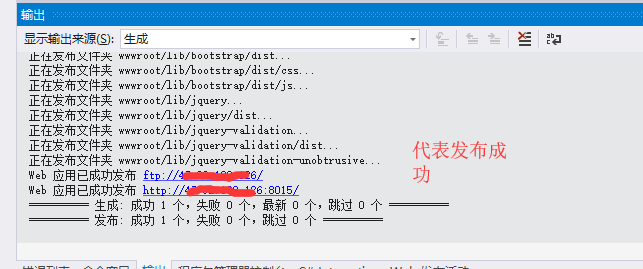 输出
显示输出来源(S): 生成
正在发布文件夹 wwwroot/lib/bootstrap/dist...
正在发布文件夹 wwwroot/lib/bootstrap/dist/css...
正在发布文件夹 wwwroot/lib/bootstrap/dist/js...
正在发布文件夹 wwwroot/lib/jquery...
正在发布文件夹 wwwroot/lib/jquery/dist...
正在发布文件夹 wwwroot/lib/jquery-validation...
正在发布文件夹 wwwroot/lib/jquery-validation/dist...
正在发布文件夹 wwwroot/lib/jquery-validation-unobtrusive...
代表发布成
功
Web 应用已成功发布 ftp://
Web 应用已成功发布 http:// :8015/
========== 生成: 成功 1 个，失败 0 个，最新 0 个，跳过 0 个 ==========
========== 发布: 成功 1 个，失败 0 个，跳过 0 个 ==========
输出